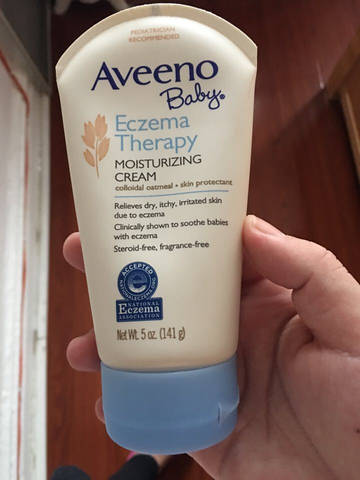 PEDIATRICIAN
RECOMMENDED
Aveeno
Baby®
Eczema
Therapy
MOISTURIZING
CREAM
colloidal oatmeal • skin protectant
Relieves dry, itchy, irritated skin
due to eczema
Clinically shown to soothe babies
with eczema
Steroid-free, fragrance-free
ACCEPTED
NATIONAL
Eczema
ASSOCIATION
Net Wt. 5 oz. (141 g)